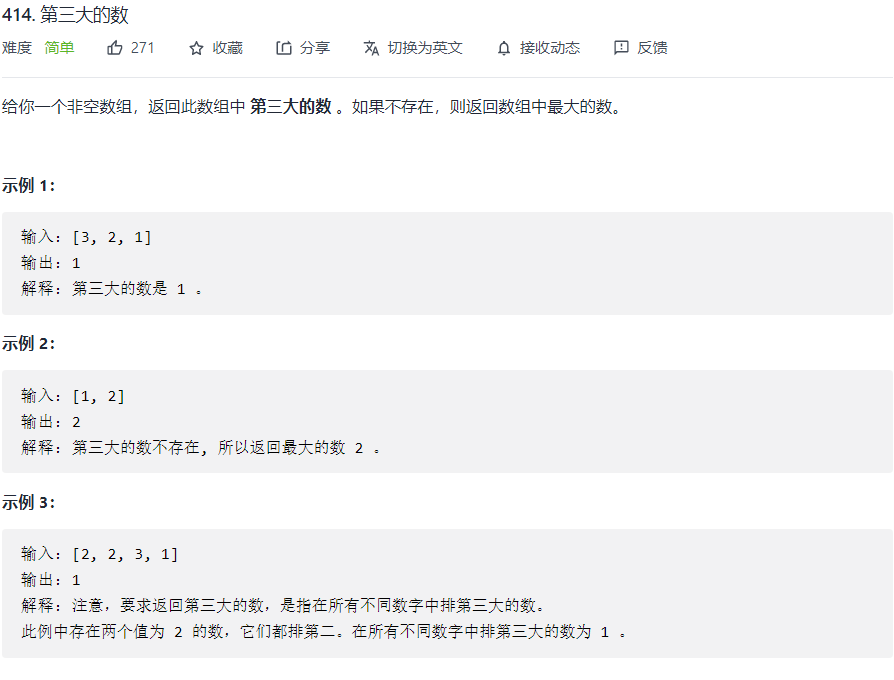 414. 第三大的数
难度 简单 271 收藏 分享 切换为英文 接收动态 反馈
给你一个非空数组，返回此数组中 第三大的数 。如果不存在，则返回数组中最大的数。
示例 1：
输入：[3, 2, 1]
输出：1
解释：第三大的数是 1 。
示例 2：
输入：[1, 2]
输出：2
解释：第三大的数不存在, 所以返回最大的数 2 。
示例 3：
输入：[2, 2, 3, 1]
输出：1
解释：注意，要求返回第三大的数，是指在所有不同数字中排第三大的数。
此例中存在两个值为 2 的数，它们都排第二。在所有不同数字中排第三大的数为 1 。